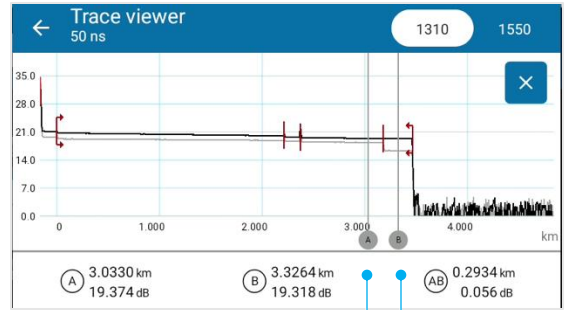 Trace viewer
50 ns
1310
1550
35.0
28.0
21.0
14.0
7.0
0.0
0 1.000 2.000 3.000 4.000
A B
km
A 3.0330 km
19.374 dB
B 3.3264 km
19.318 dB
AB 0.2934 km
0.056 dB